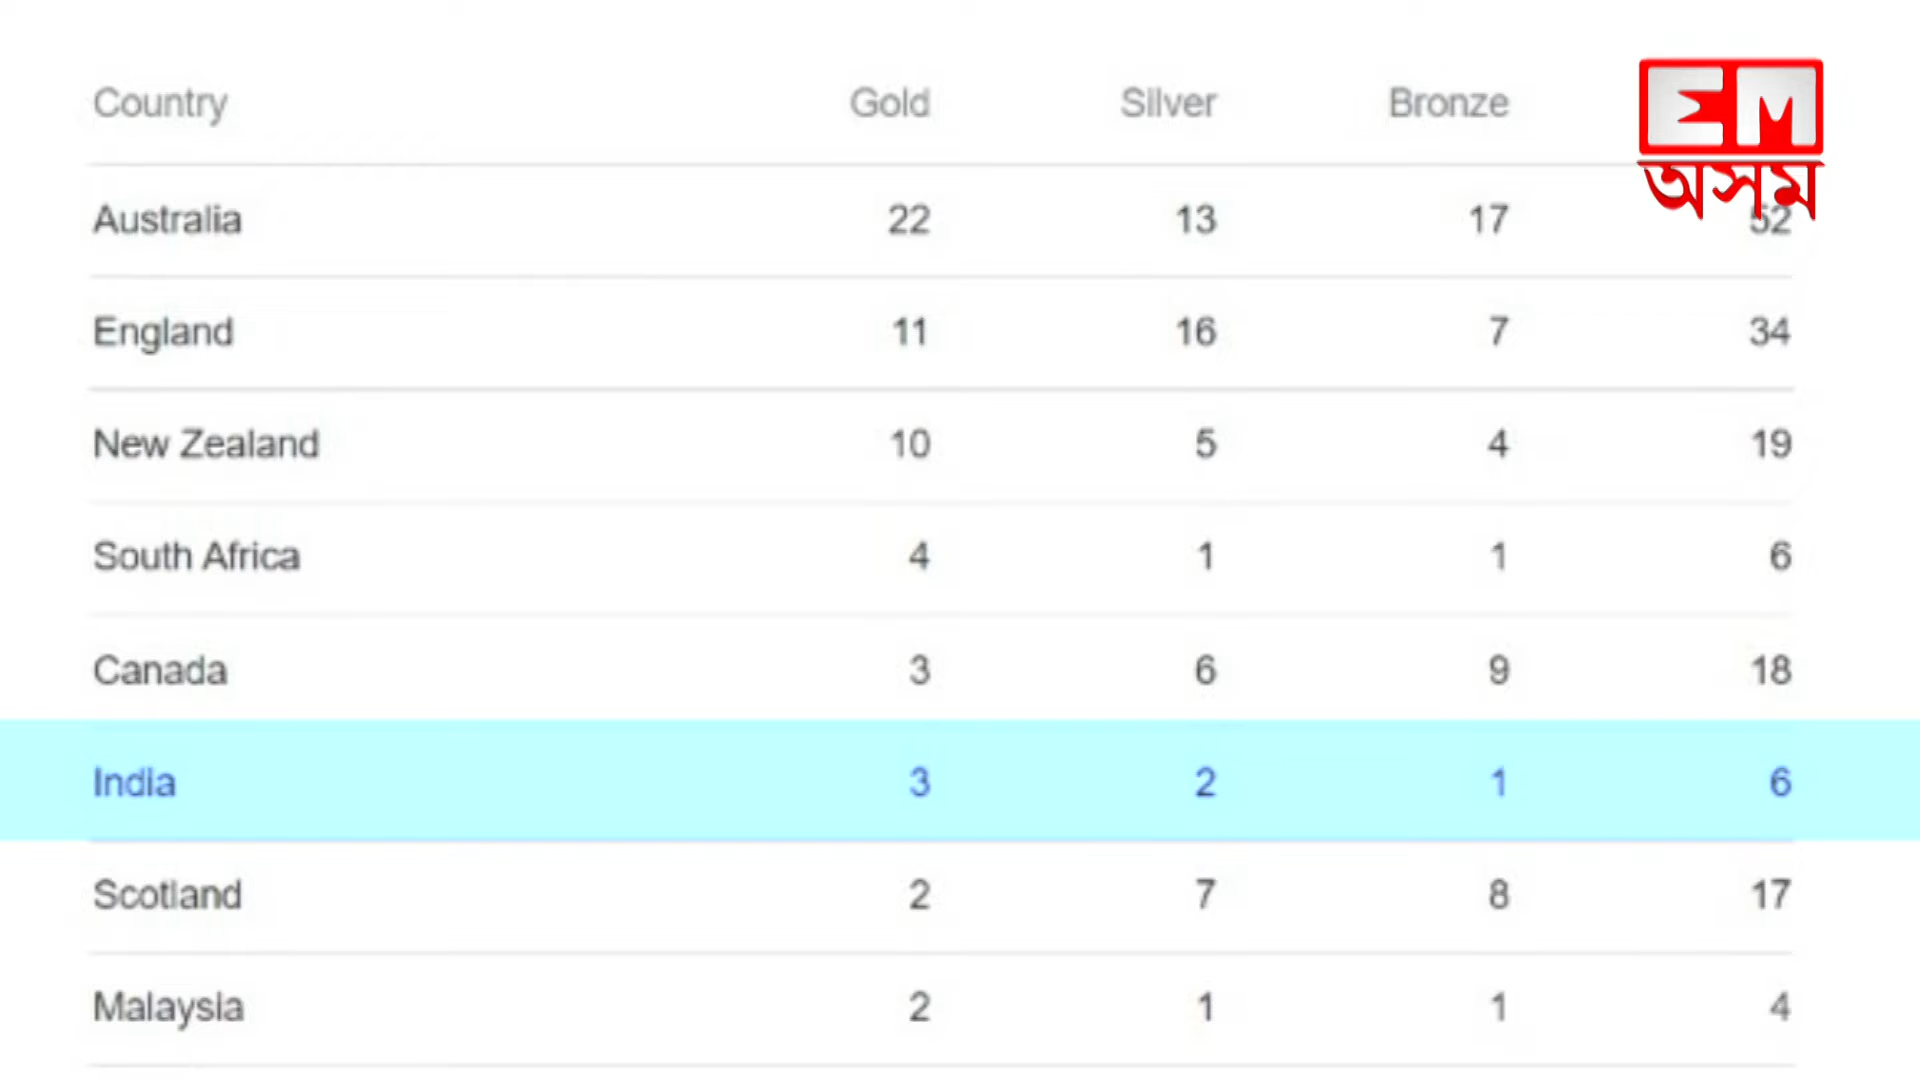 Country Gold Silver Bronze
EM
অসম
Australia 22 13 17 52
England 11 16 7 34
New Zealand 10 5 4 19
South Africa 4 1 1 6
Canada 3 6 9 18
India 3 2 1 6
Scotland 2 7 8 17
Malaysia 2 1 1 4